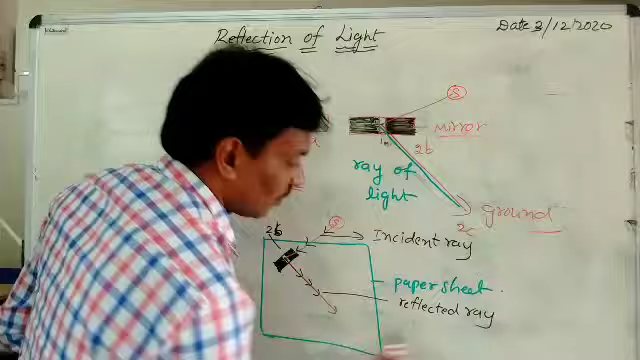 Reflection of Light
Date 3/12/2020
S
mirror
2b
ray of
light
ground
2c
2b
S
Incident ray
paper sheet.
reflected ray